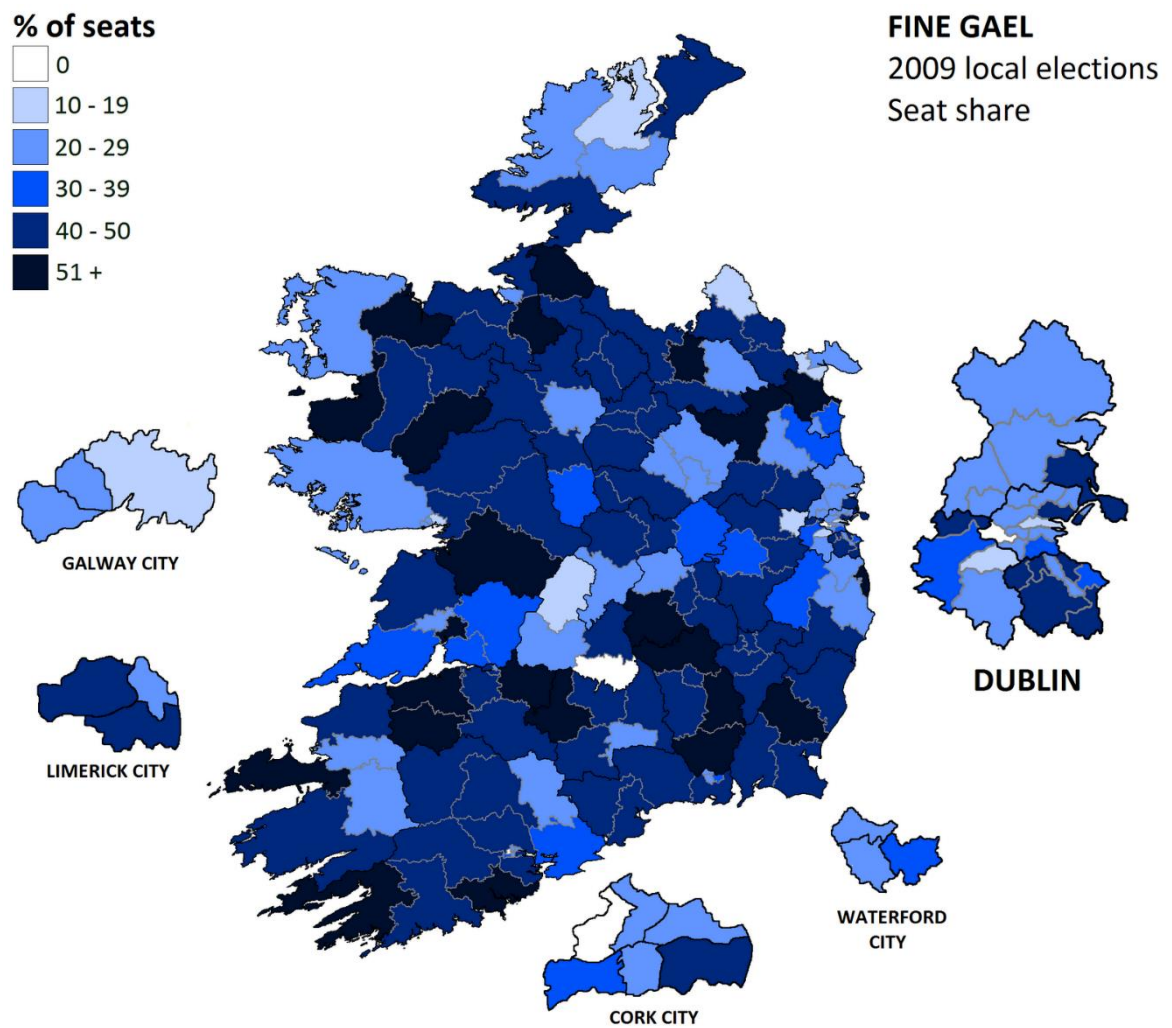 % of seats
0
10 - 19
20 - 29
30 - 39
40 - 50
51 +
FINE GAEL
2009 local elections
Seat share
GALWAY CITY
LIMERICK CITY
DUBLIN
WATERFORD
CITY
CORK CITY